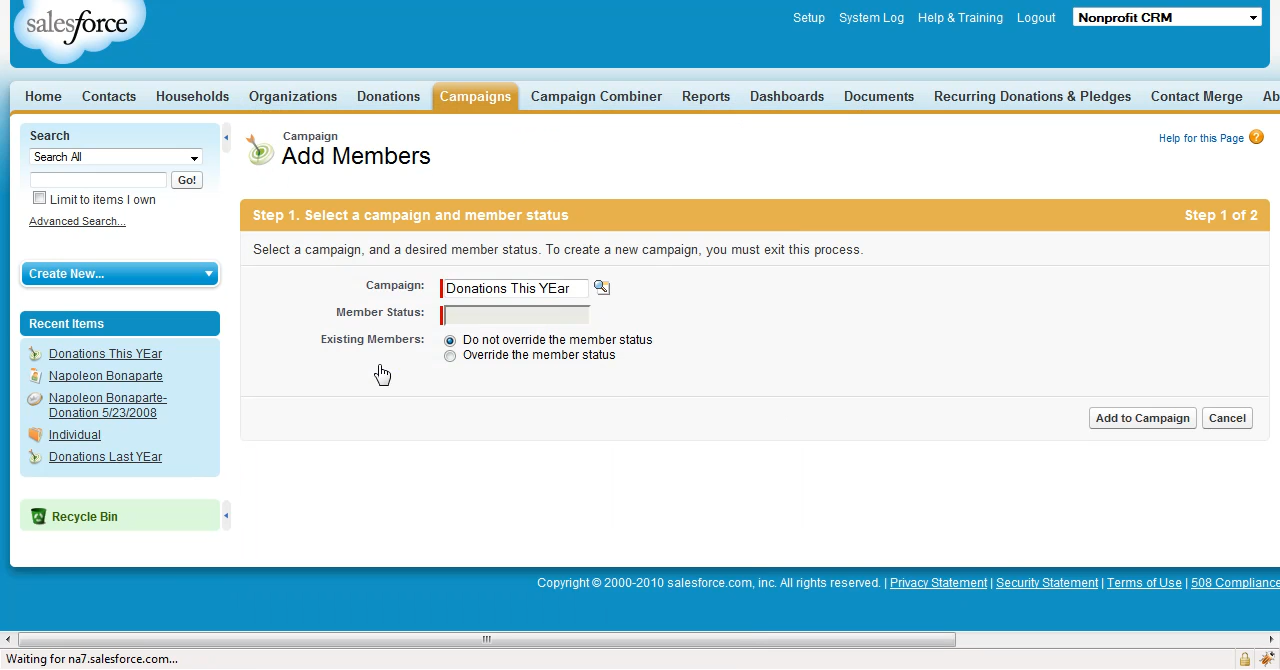 salesforce
Setup System Log Help & Training Logout Nonprofit CRM
Home Contacts Households Organizations Donations Campaigns Campaign Combiner Reports Dashboards Documents Recurring Donations & Pledges Contact Merge Ab
Search
Search All
Go!
Limit to items I own
Advanced Search...
Create New...
Recent Items
Donations This YEar
Napoleon Bonaparte
Napoleon Bonaparte-
Donation 5/23/2008
Individual
Donations Last YEar
Recycle Bin
Campaign
Add Members
Help for this Page ?
Step 1. Select a campaign and member status Step 1 of 2
Select a campaign, and a desired member status. To create a new campaign, you must exit this process.
Campaign: Donations This YEar
Member Status:
Existing Members: Do not override the member status
Override the member status
Add to Campaign Cancel
Copyright © 2000-2010 salesforce.com, inc. All rights reserved. | Privacy Statement | Security Statement | Terms of Use | 508 Compliance
Waiting for na7.salesforce.com...